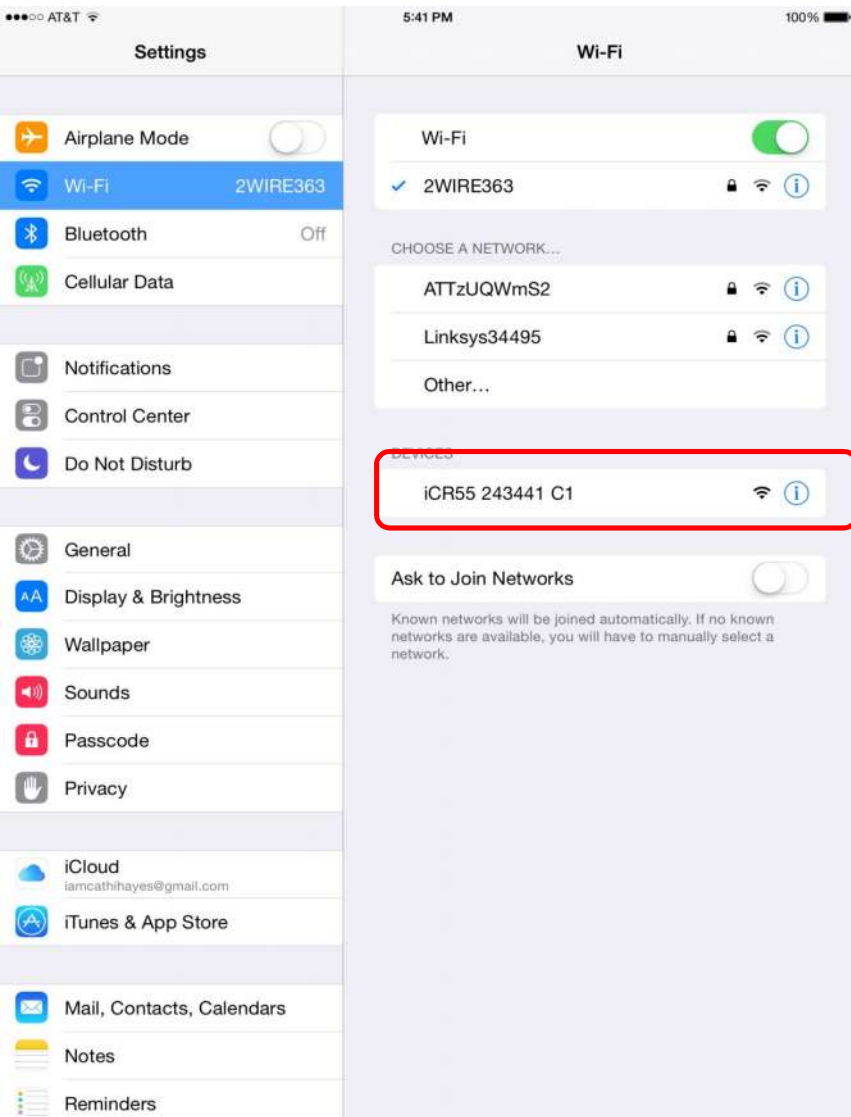 AT&T
5:41 PM
100%
Settings
Wi-Fi
Airplane Mode
Wi-Fi 2WIRE363
Bluetooth Off
Cellular Data
Notifications
Control Center
Do Not Disturb
General
AA Display & Brightness
Wallpaper
Sounds
Passcode
Privacy
iCloud
iamcathihayes@gmail.com
iTunes & App Store
Mail, Contacts, Calendars
Notes
Reminders
Wi-Fi
2WIRE363
CHOOSE A NETWORK...
ATTzUQWmS2
Linksys34495
Other...
DEVICES
iCR55 243441 C1
Ask to Join Networks
Known networks will be joined automatically. If no known
networks are available, you will have to manually select a
network.